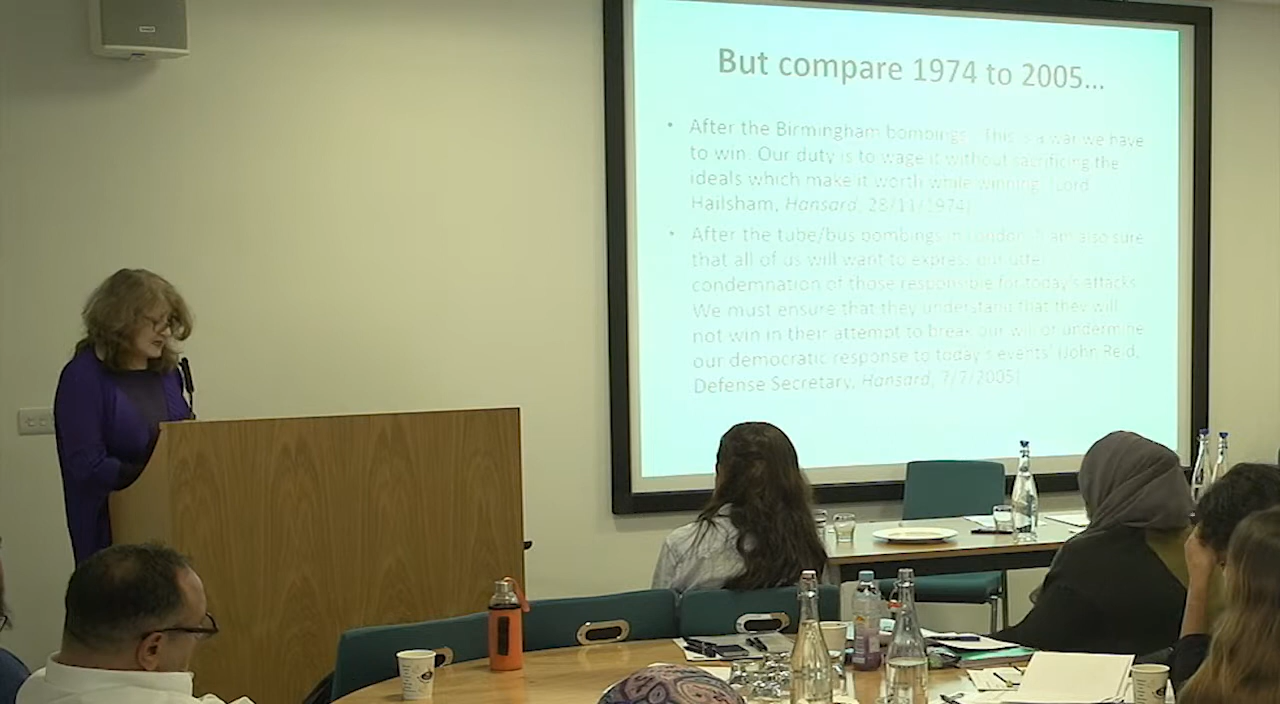 But compare 1974 to 2005...
• After the Birmingham bombings 'This is a war we have
to win. Our duty is to wage it without sacrificing the
ideals which make it worth while winning. (Lord
Hailsham, Hansard, 28/11/1974)
• After the tube/bus bombings in London 'I am also sure
that all of us will want to express our utter
condemnation of those responsible for today's attacks.
We must ensure that they understand that they will
not win in their attempt to break our will or undermine
our democratic response to today's events' (John Reid,
Defense Secretary, Hansard, 7/7/2005)